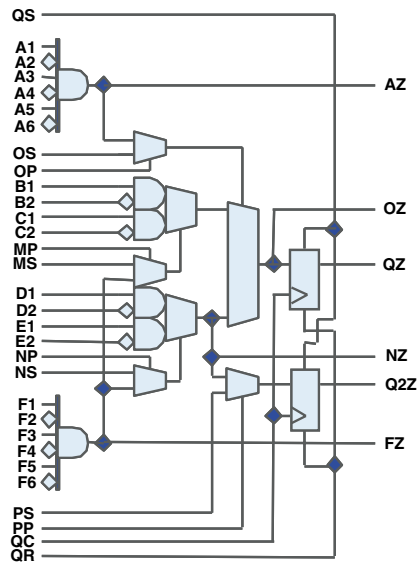 QS
A1
A2
A3
A4
A5
A6
AZ
OS
OP
B1
B2
C1
C2
MP
MS
OZ
QZ
D1
D2
E1
E2
NP
NS
NZ
Q2Z
F1
F2
F3
F4
F5
F6
FZ
PS
PP
QC
QR